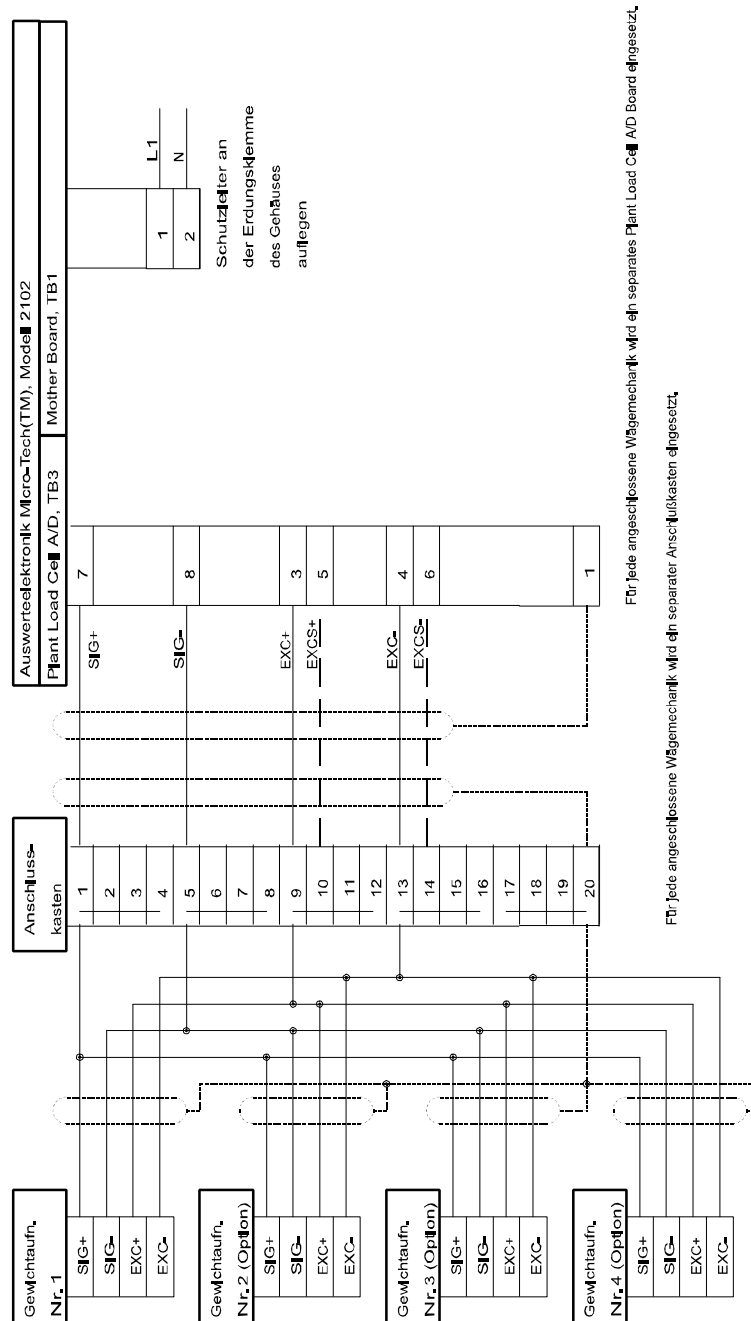 Auswerteelektronik Micro-Tech(TM), Modell 2102
Plant Load Cell A/D, TB3
Mother Board, TB1
Anschluss-
kasten
Gewichtaufn.
Nr. 1
SIG+
SIG-
EXC+
EXC-
Gewichtaufn.
Nr. 2 (Option)
SIG+
SIG-
EXC+
EXC-
Gewichtaufn.
Nr. 3 (Option)
SIG+
SIG-
EXC+
EXC-
Gewichtaufn.
Nr. 4 (Option)
SIG+
SIG-
EXC+
EXC-
1
2
3
4
5
6
7
8
9
10
11
12
13
14
15
16
17
18
19
20
SIG+
SIG-
EXC+
EXCS+
EXC-
EXCS-
7
8
3
5
4
6
1
1
2
L1
N
Schutzleiter an
der Erdungsklemme
des Gehäuses
auflegen
Für jede angeschlossene Wägemechanik wird ein separates Plant Load Cell A/D Board eingesetzt.
Für jede angeschlossene Wägemechanik wird ein separater Anschlußkasten eingesetzt.